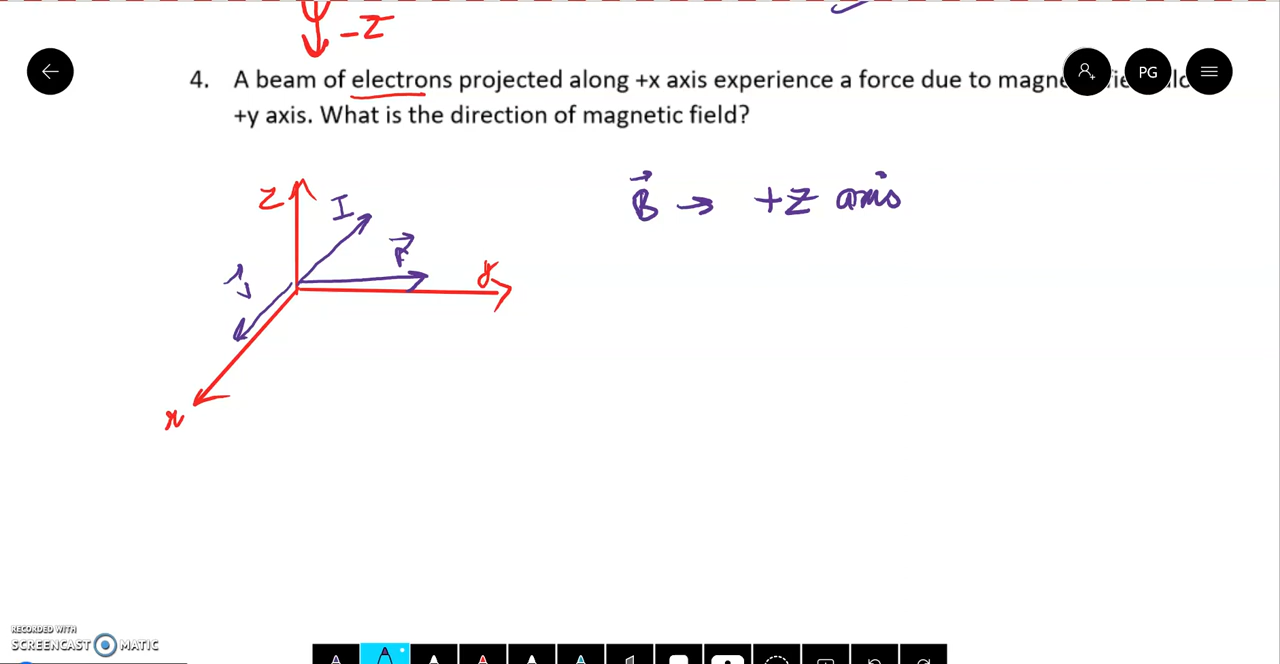 -Z
4. A beam of electrons projected along +x axis experience a force due to magne
+y axis. What is the direction of magnetic field?
PG
Z
I
B → +Z axis
F
y
x
RECORDED WITH
SCREENCAST MATIC